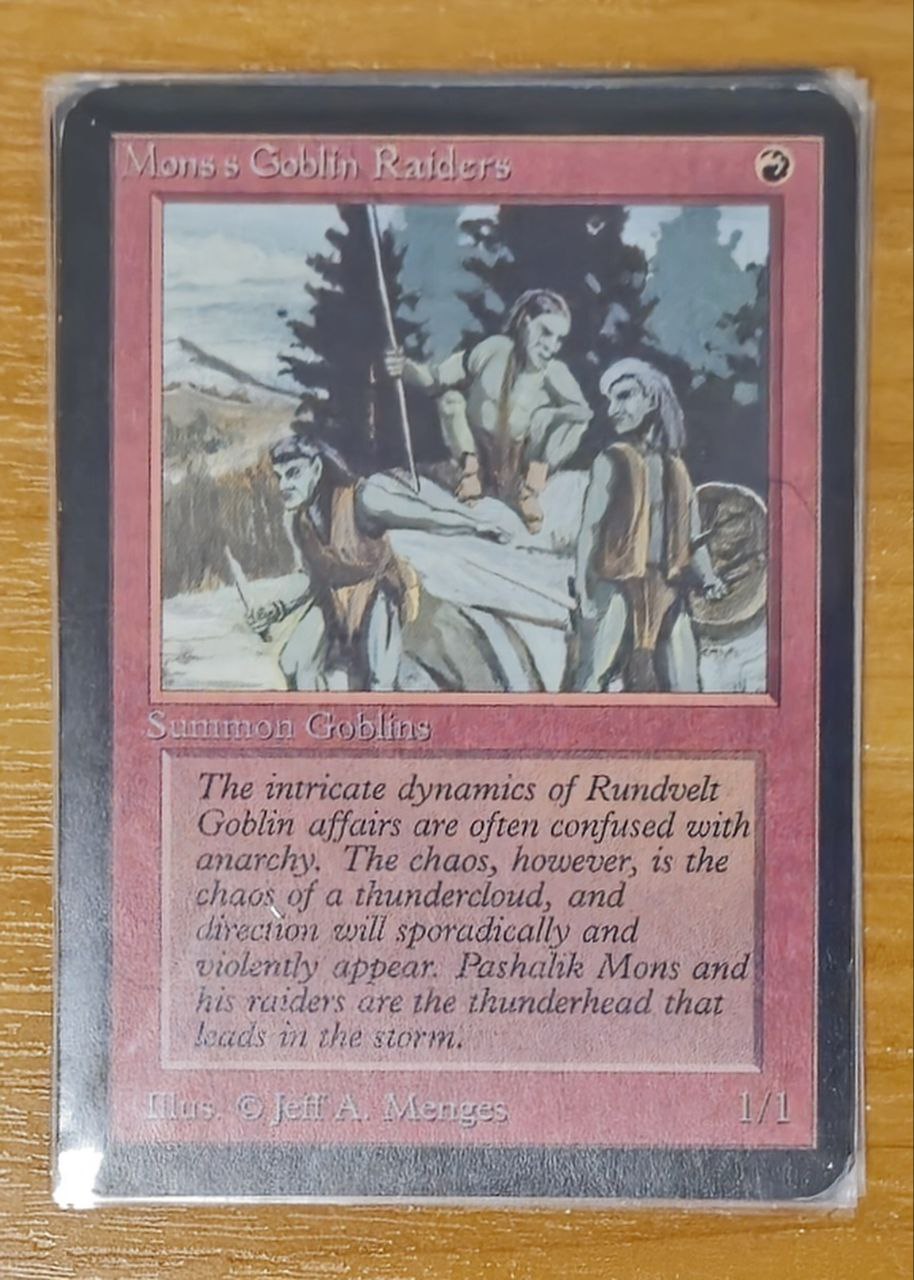 Mons's Goblin Raiders
Summon Goblins
The intricate dynamics of Rundvelt
Goblin affairs are often confused with
anarchy. The chaos, however, is the
chaos of a thundercloud, and
direction will sporadically and
violently appear. Pashalik Mons and
his raiders are the thunderhead that
leads in the storm.
Illus. © Jeff A. Menges
1/1